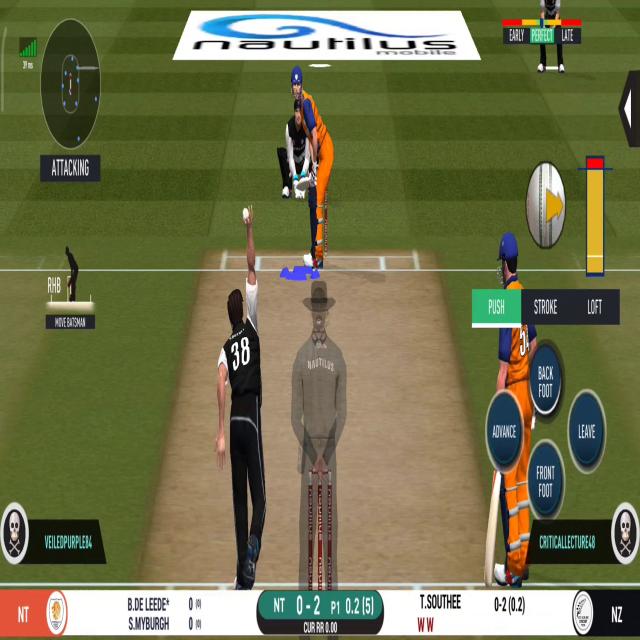 nautilus
mobile
EARLY PERFECT LATE
39 ms
ATTACKING
RHB
MOVE BATSMAN
PUSH STROKE LOFT
38
NAUTILUS
BACK
FOOT
ADVANCE
LEAVE
FRONT
FOOT
VEILEDPURPLE84
CRITICALLECTURE48
NT
B.DE LEEDE* 0 (0)
S.MYBURGH 0 (0)
NT 0-2 P1 0.2 (5)
CUR RR 0.00
T.SOUTHEE 0-2 (0.2)
W W
NZ